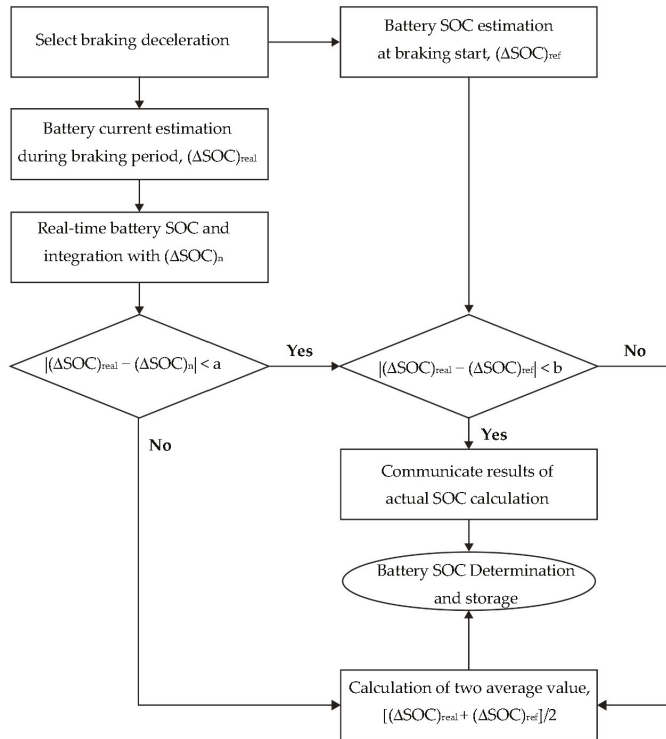 Select braking deceleration
Battery SOC estimation
at braking start, (ΔSOC)ref
Battery current estimation
during braking period, (ΔSOC)real
Real-time battery SOC and
integration with (ΔSOC)n
|(ΔSOC)real − (ΔSOC)n| < a
Yes
|(ΔSOC)real − (ΔSOC)ref| < b
No
No
Yes
Communicate results of
actual SOC calculation
Battery SOC Determination
and storage
Calculation of two average value,
[(ΔSOC)real + (ΔSOC)ref]/2